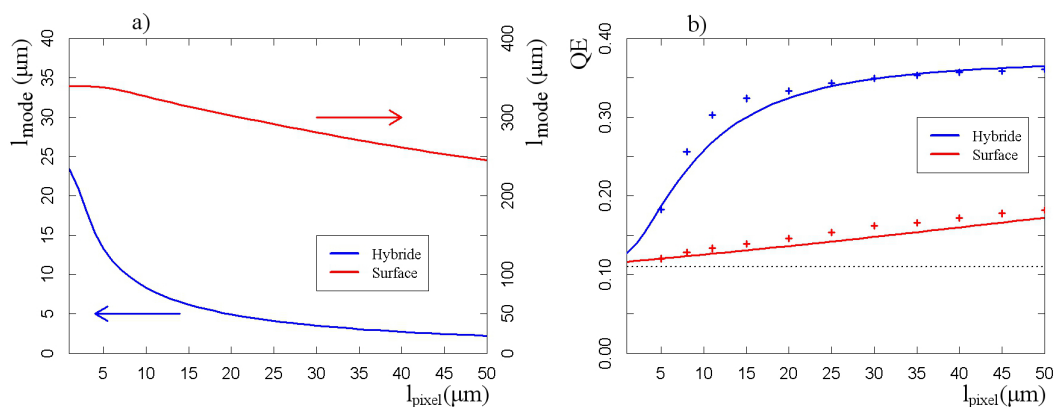 a)
l_mode (μm)
l_mode (μm)
40
35
30
25
20
15
10
5
0
400
300
200
100
50
0
Hybride
Surface
5 10 15 20 25 30 35 40 45 50
l_pixel(μm)
b)
QE
0.40
0.30
0.20
0.10
0.00
Hybride
Surface
5 10 15 20 25 30 35 40 45 50
l_pixel(μm)